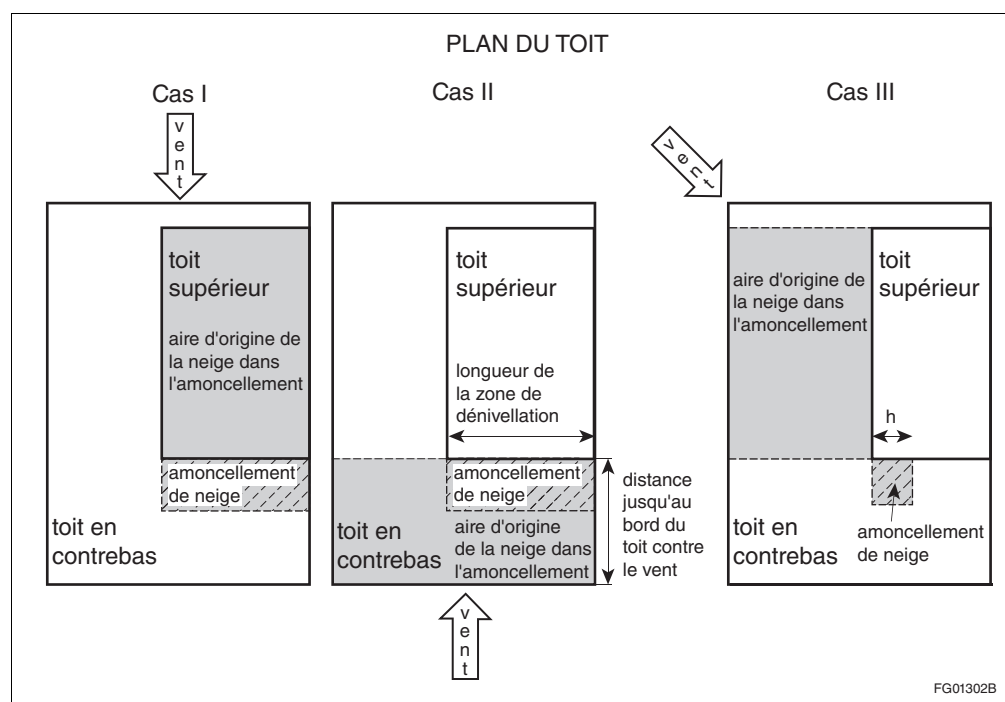 PLAN DU TOIT
Cas I
vent
toit
supérieur
aire d'origine de
la neige dans
l'amoncellement
amoncellement
de neige
toit en
contrebas
Cas II
toit
supérieur
longueur de
la zone de
dénivellation
amoncellement
de neige
toit en
contrebas
aire d'origine
de la neige dans
l'amoncellement
distance
jusqu'au
bord du
toit contre
le vent
vent
Cas III
vent
aire d'origine de
la neige dans
l'amoncellement
toit
supérieur
h
toit en
contrebas
amoncellement
de neige
FG01302B